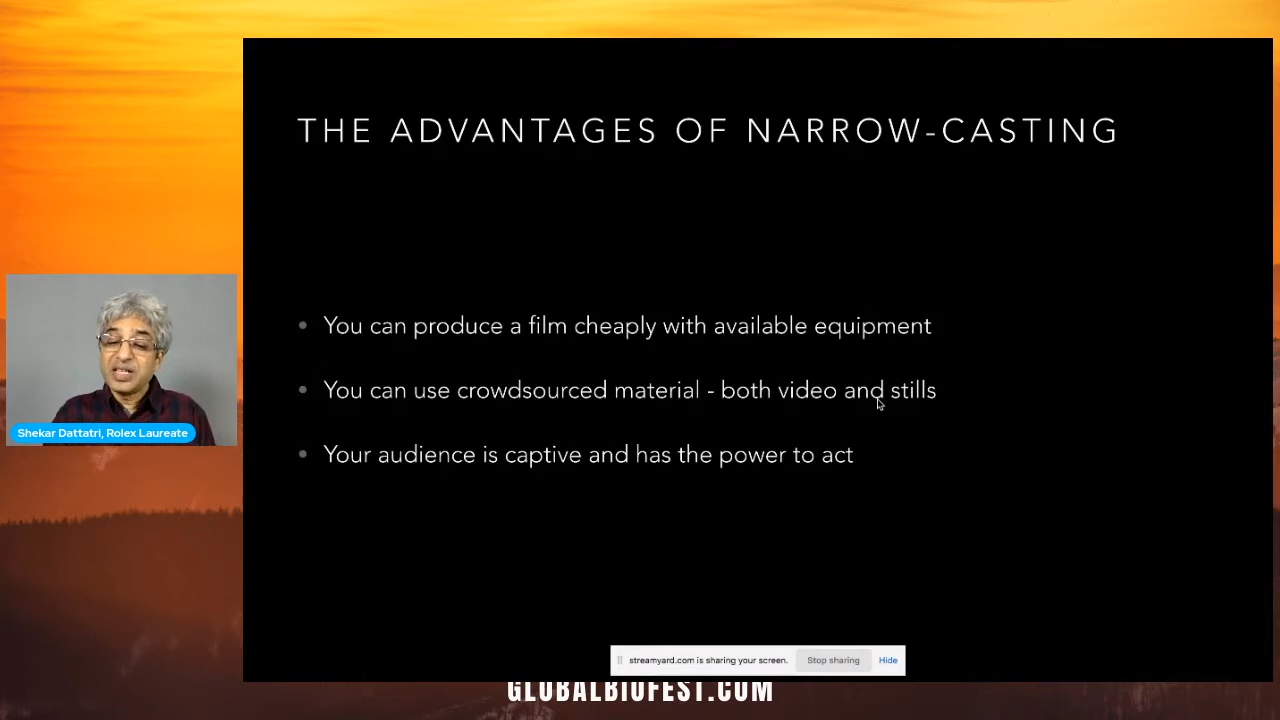 THE ADVANTAGES OF NARROW-CASTING
• You can produce a film cheaply with available equipment
• You can use crowdsourced material - both video and stills
• Your audience is captive and has the power to act
Shekar Dattatri, Rolex Laureate
streamyard.com is sharing your screen. Stop sharing Hide
GLOBALBIOFEST.COM